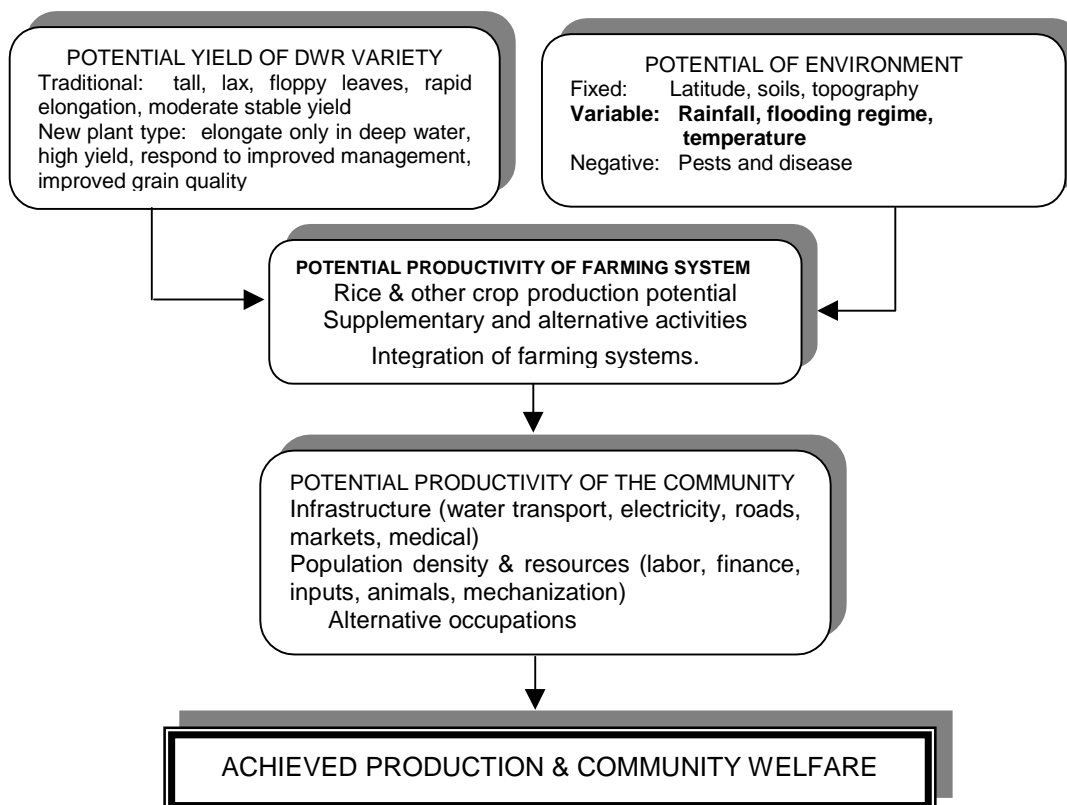 POTENTIAL YIELD OF DWR VARIETY
Traditional: tall, lax, floppy leaves, rapid
elongation, moderate stable yield
New plant type: elongate only in deep water,
high yield, respond to improved management,
improved grain quality
POTENTIAL OF ENVIRONMENT
Fixed: Latitude, soils, topography
Variable: Rainfall, flooding regime,
temperature
Negative: Pests and disease
POTENTIAL PRODUCTIVITY OF FARMING SYSTEM
Rice & other crop production potential
Supplementary and alternative activities
Integration of farming systems.
POTENTIAL PRODUCTIVITY OF THE COMMUNITY
Infrastructure (water transport, electricity, roads,
markets, medical)
Population density & resources (labor, finance,
inputs, animals, mechanization)
Alternative occupations
ACHIEVED PRODUCTION & COMMUNITY WELFARE